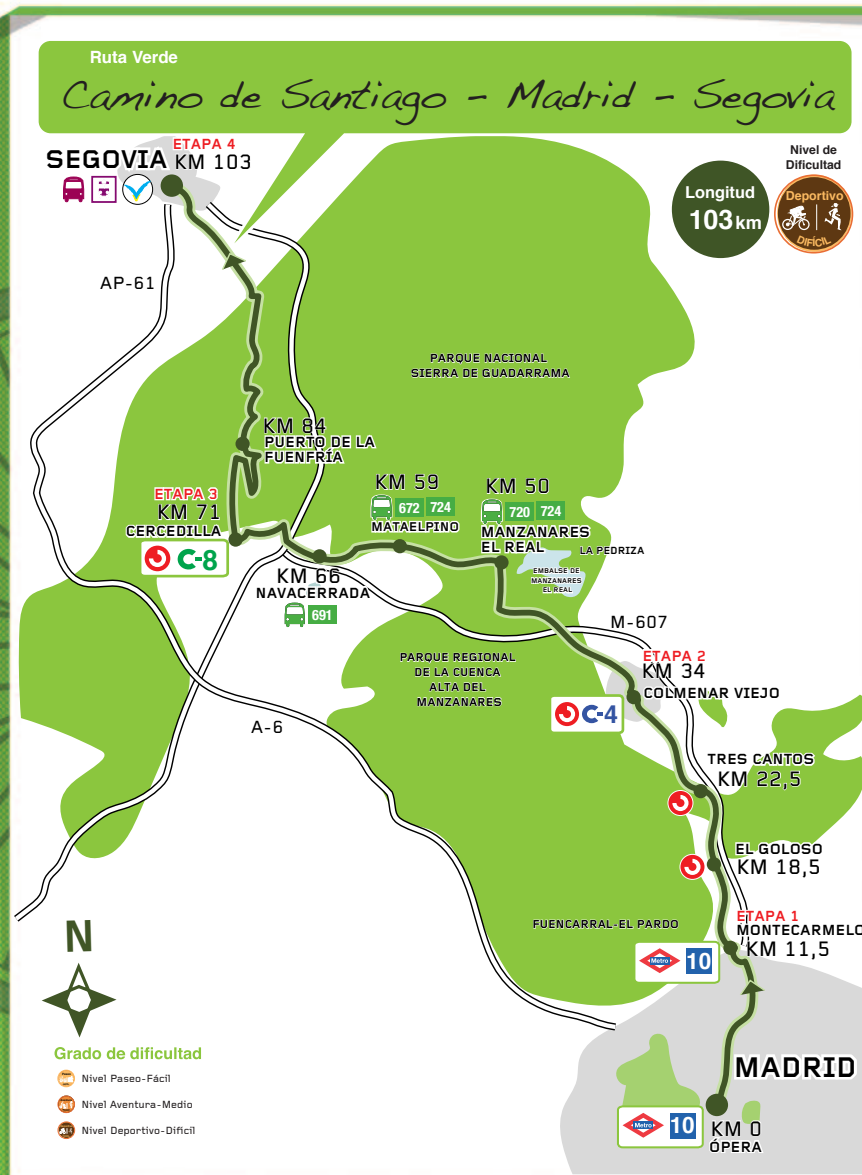 Ruta Verde
Camino de Santiago - Madrid - Segovia
ETAPA 4
SEGOVIA KM 103
Nivel de
Dificultad
Longitud
103 km
Deportivo
DIFÍCIL
AP-61
PARQUE NACIONAL
SIERRA DE GUADARRAMA
KM 84
PUERTO DE LA
FUENFRÍA
ETAPA 3
KM 71
CERCEDILLA
C-8
KM 59
672 724
MATAELPINO
KM 50
720 724
MANZANARES
EL REAL
LA PEDRIZA
EMBALSE DE
MANZANARES
EL REAL
KM 66
NAVACERRADA
691
M-607
PARQUE REGIONAL
DE LA CUENCA
ALTA DEL
MANZANARES
ETAPA 2
KM 34
COLMENAR VIEJO
C-4
A-6
TRES CANTOS
KM 22,5
EL GOLOSO
KM 18,5
FUENCARRAL-EL PARDO
ETAPA 1
MONTECARMELO
KM 11,5
Metro 10
N
MADRID
Metro 10
KM 0
ÓPERA
Grado de dificultad
Nivel Paseo-Fácil
Nivel Aventura-Medio
Nivel Deportivo-Difícil